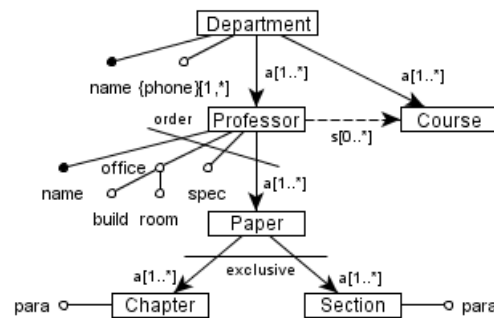 Department
name {phone}[1,*]
a[1..*]
a[1..*]
order
Professor
Course
s[0..*]
name
office
spec
build room
a[1..*]
Paper
a[1..*]
exclusive
a[1..*]
para
Chapter
Section
para